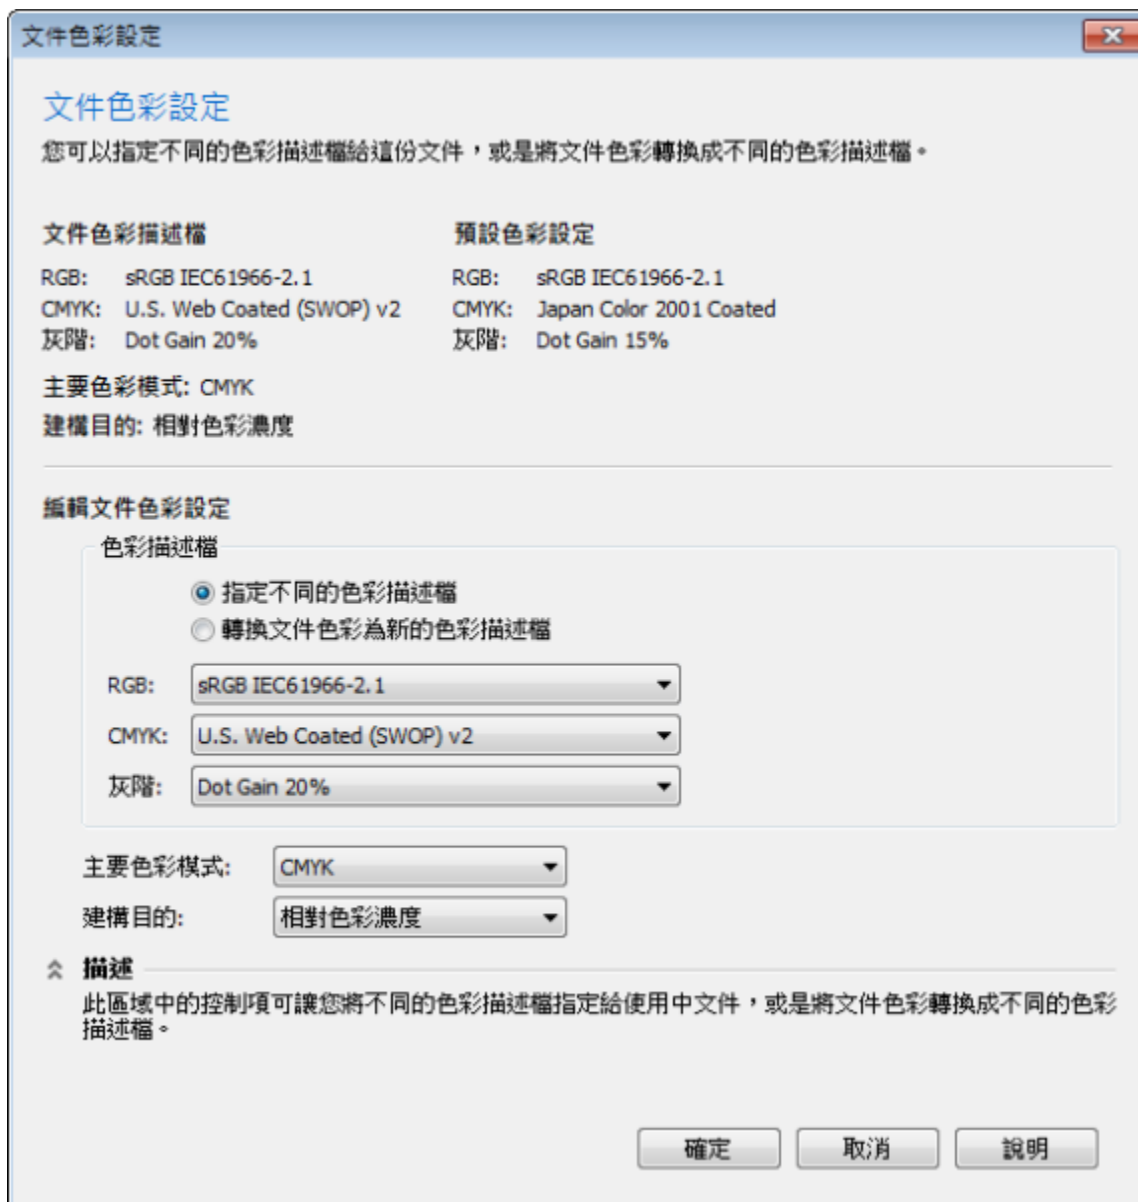 文件色彩設定
文件色彩設定
您可以指定不同的色彩描述檔給這份文件，或是將文件色彩轉換成不同的色彩描述檔。
文件色彩描述檔
RGB: sRGB IEC61966-2.1
CMYK: U.S. Web Coated (SWOP) v2
灰階: Dot Gain 20%
預設色彩設定
RGB: sRGB IEC61966-2.1
CMYK: Japan Color 2001 Coated
灰階: Dot Gain 15%
主要色彩模式: CMYK
建構目的: 相對色彩濃度
編輯文件色彩設定
色彩描述檔
指定不同的色彩描述檔
轉換文件色彩為新的色彩描述檔
RGB: sRGB IEC61966-2.1
CMYK: U.S. Web Coated (SWOP) v2
灰階: Dot Gain 20%
主要色彩模式: CMYK
建構目的: 相對色彩濃度
描述
此區域中的控制項可讓您將不同的色彩描述檔指定給使用中文件，或是將文件色彩轉換成不同的色彩
描述檔。
確定 取消 說明